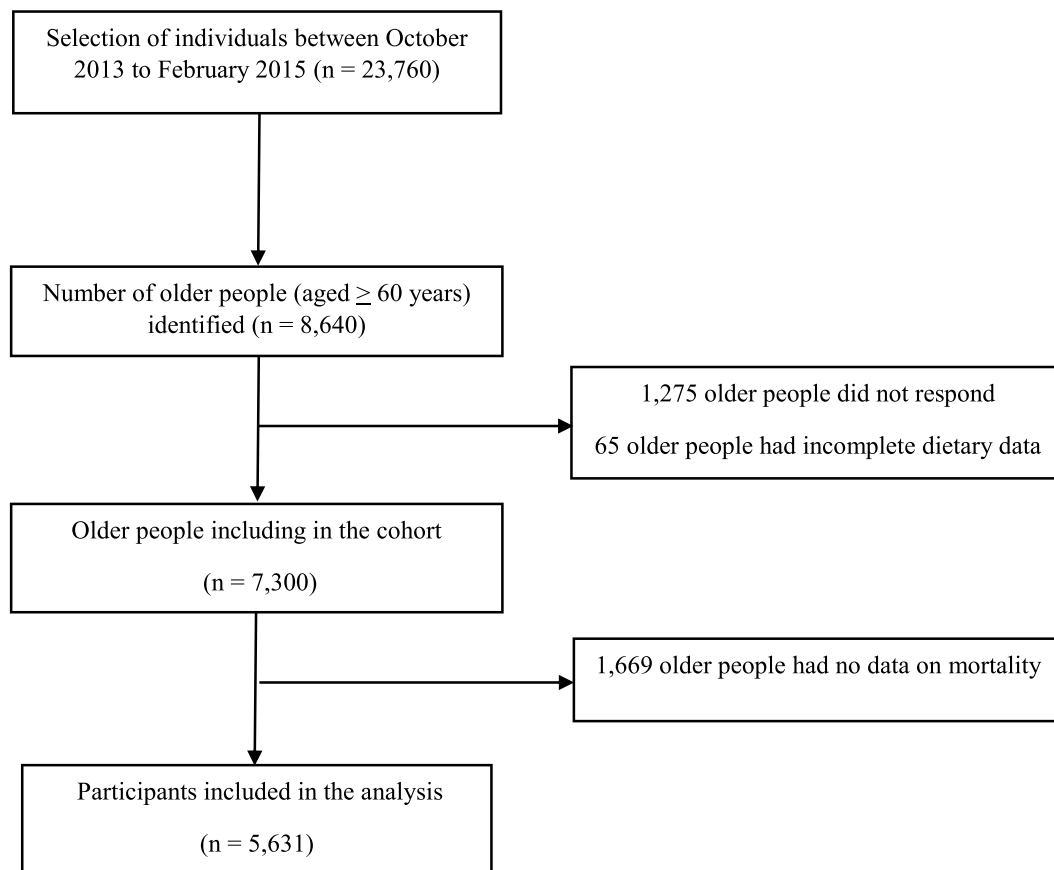 Selection of individuals between October
2013 to February 2015 (n = 23,760)
Number of older people (aged ≥ 60 years)
identified (n = 8,640)
1,275 older people did not respond
65 older people had incomplete dietary data
Older people including in the cohort
(n = 7,300)
1,669 older people had no data on mortality
Participants included in the analysis
(n = 5,631)